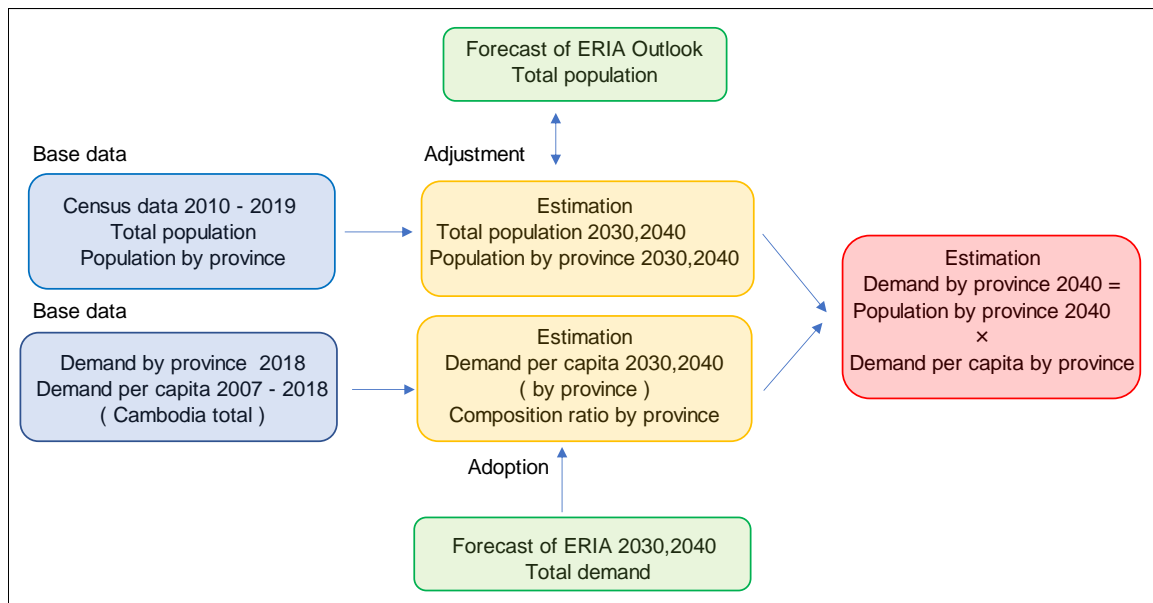 Forecast of ERIA Outlook
Total population
Base data
Adjustment
Census data 2010 - 2019
Total population
Population by province
Estimation
Total population 2030,2040
Population by province 2030,2040
Base data
Demand by province 2018
Demand per capita 2007 - 2018
( Cambodia total )
Estimation
Demand per capita 2030,2040
( by province )
Composition ratio by province
Estimation
Demand by province 2040 =
Population by province 2040
×
Demand per capita by province
Adoption
Forecast of ERIA 2030,2040
Total demand